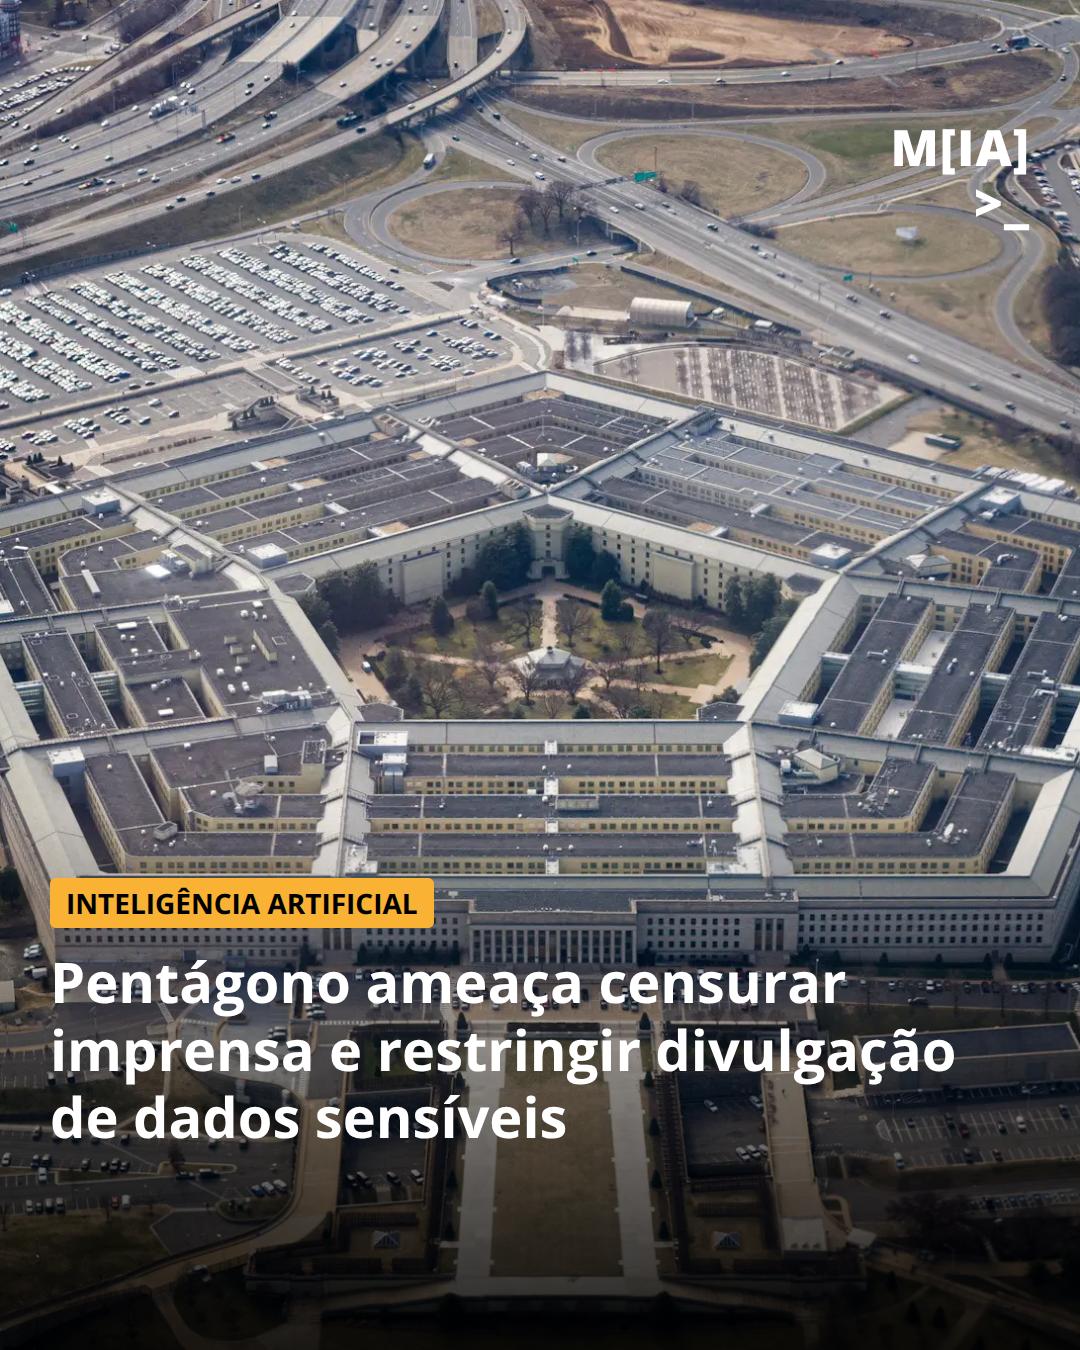 M[IA]
>_
INTELIGÊNCIA ARTIFICIAL
Pentágono ameaça censurar
imprensa e restringir divulgação
de dados sensíveis